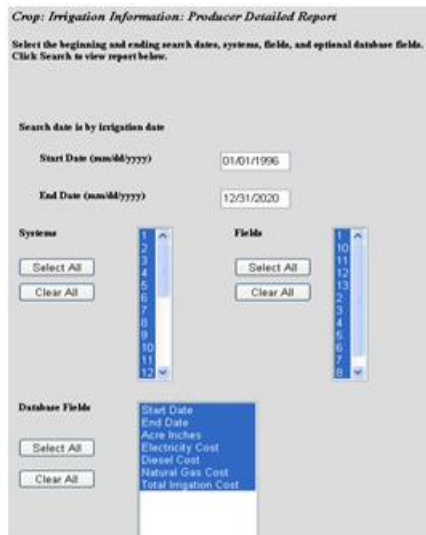 Crop: Irrigation Information: Producer Detailed Report
Select the beginning and ending search dates, systems, fields, and optional database fields.
Click Search to view report below.
Search date is by irrigation date
Start Date (mm/dd/yyyy) 01/01/1996
End Date (mm/dd/yyyy) 12/31/2020
Systems
Select All
Clear All
1
2
3
4
5
6
7
8
9
10
11
12
Fields
Select All
Clear All
1
10
11
12
13
2
3
5
6
7
8
Database Fields
Select All
Clear All
Start Date
End Date
Acre Inches
Electricity Cost
Diesel Cost
Natural Gas Cost
Total Irrigation Cost